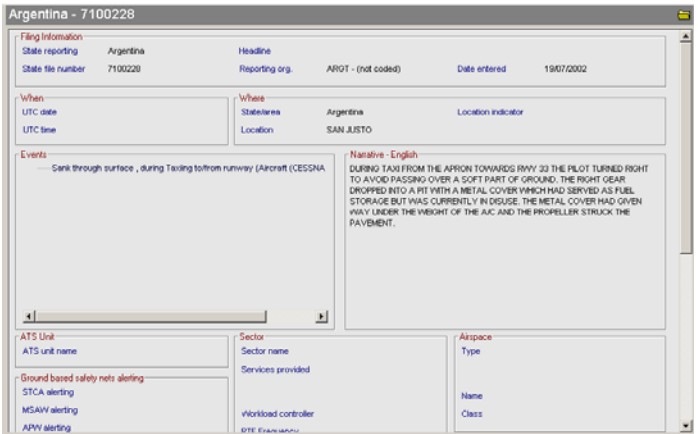 Argentina - 7100228
Filing Information
State reporting Argentina Headline
State file number 7100228 Reporting org. ARGT - (not coded) Date entered 19/07/2002
When Where
UTC date State/area Argentina Location indicator
UTC time Location SAN JUSTO
Events Narrative - English
Sank through surface , during Taxiing to/from runway (Aircraft (CESSNA
DURING TAXI FROM THE APRON TOWARDS RWY 33 THE PILOT TURNED RIGHT
TO AVOID PASSING OVER A SOFT PART OF GROUND. THE RIGHT GEAR
DROPPED INTO A PIT WITH A METAL COVER WHICH HAD SERVED AS FUEL
STORAGE BUT WAS CURRENTLY IN DISUSE. THE METAL COVER HAD GIVEN
WAY UNDER THE WEIGHT OF THE A/C AND THE PROPELLER STRUCK THE
PAVEMENT.
ATS Unit Sector Airspace
ATS unit name Sector name Type
Services provided
Ground based safety nets alerting
STCA alerting Name
MSAW alerting Workload controller Class
APW alerting RTF Frequency